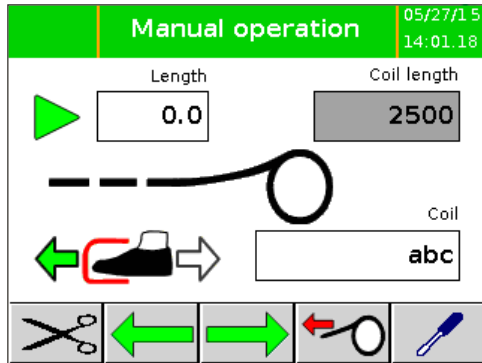 Manual operation
05/27/15
14:01.18
Length
Coil length
0.0
2500
Coil
abc